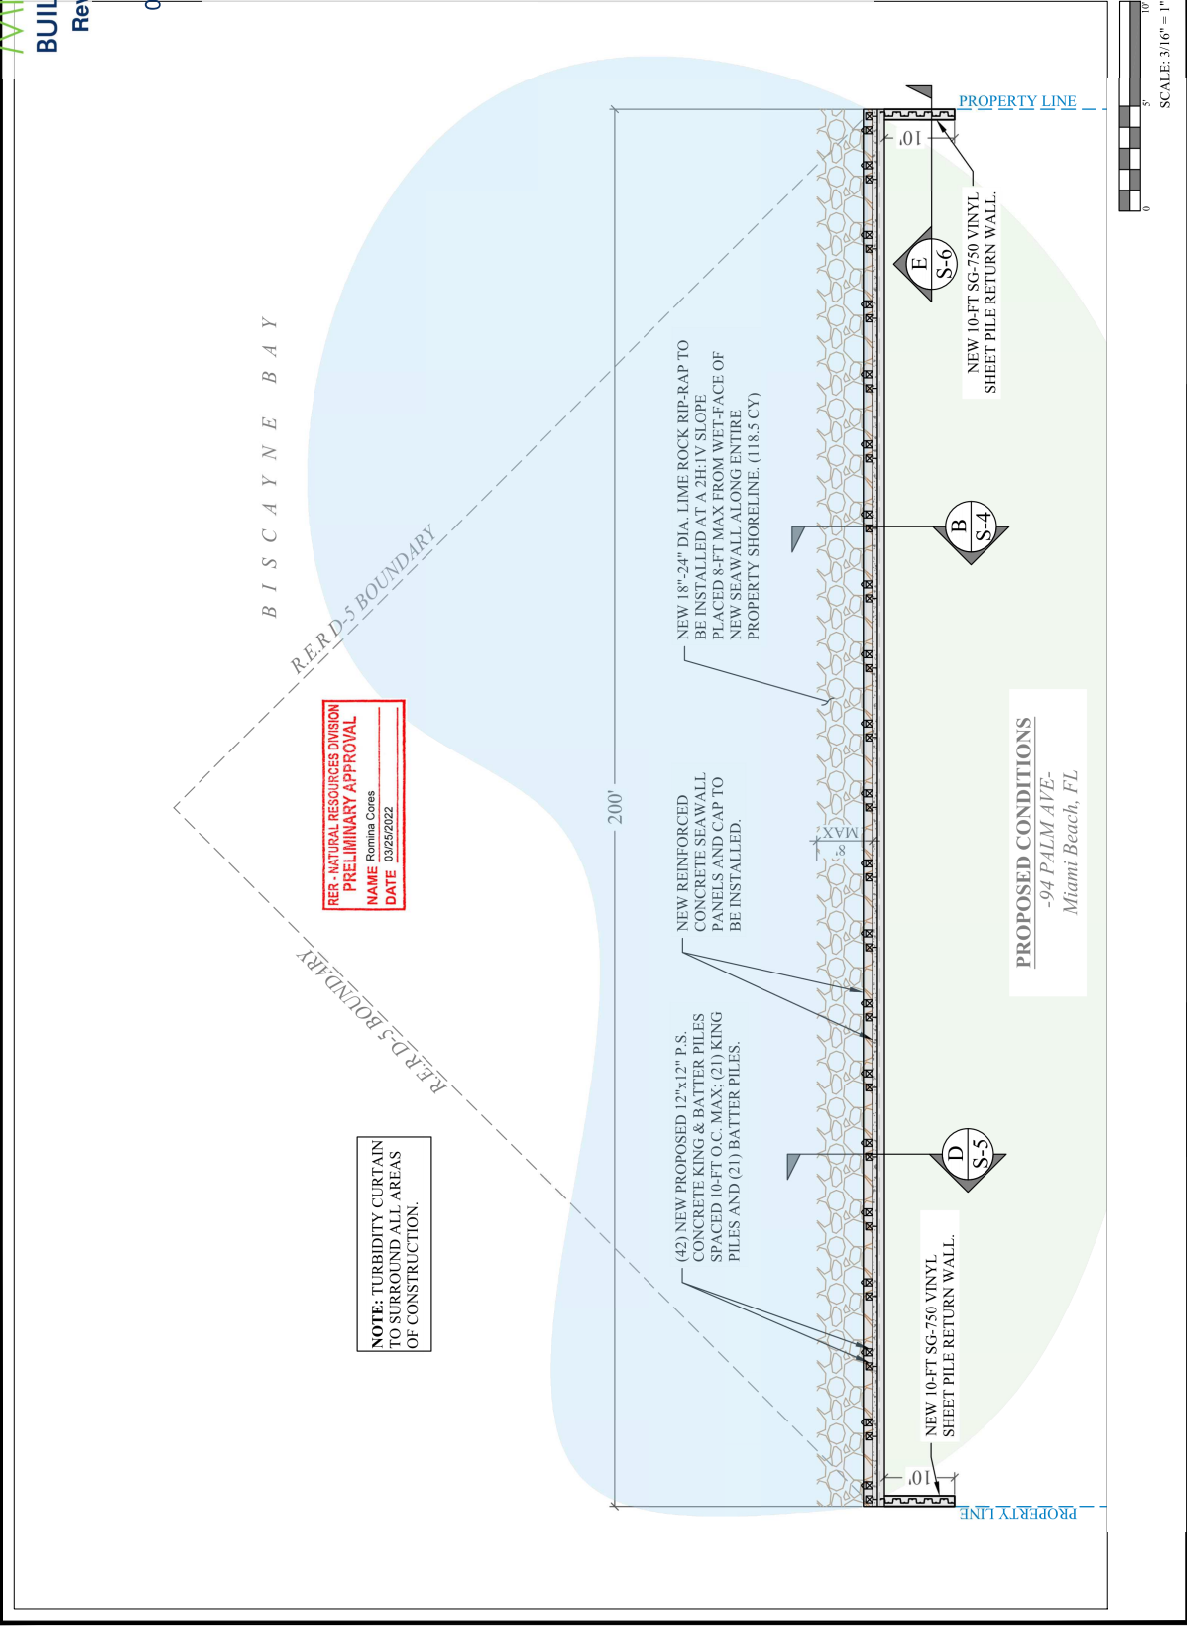 BUIL
Rev
0
B I S C A Y N E   B A Y
R.E.R D-5 BOUNDARY
R.E.R D-5 BOUNDARY
RER - NATURAL RESOURCES DIVISION
PRELIMINARY APPROVAL
NAME Romina Cores
DATE 03/25/2022
NOTE: TURBIDITY CURTAIN
TO SURROUND ALL AREAS
OF CONSTRUCTION.
200'
(42) NEW PROPOSED 12"x12" P.S.
CONCRETE KING & BATTER PILES
SPACED 10-FT O.C. MAX; (21) KING
PILES AND (21) BATTER PILES.
NEW REINFORCED
CONCRETE SEAWALL
PANELS AND CAP TO
BE INSTALLED.
NEW 18"-24" DIA. LIME ROCK RIP-RAP TO
BE INSTALLED AT A 2H:1V SLOPE
PLACED 8-FT MAX FROM WET-FACE OF
NEW SEAWALL ALONG ENTIRE
PROPERTY SHORELINE. (118.5 CY)
8'
MAX
10'
10'
NEW 10-FT SG-750 VINYL
SHEET PILE RETURN WALL.
D
S-5
B
S-4
E
S-6
NEW 10-FT SG-750 VINYL
SHEET PILE RETURN WALL.
PROPERTY LINE
PROPERTY LINE
PROPOSED CONDITIONS
-94 PALM AVE-
Miami Beach, FL
0
5'
10'
SCALE: 3/16" = 1"